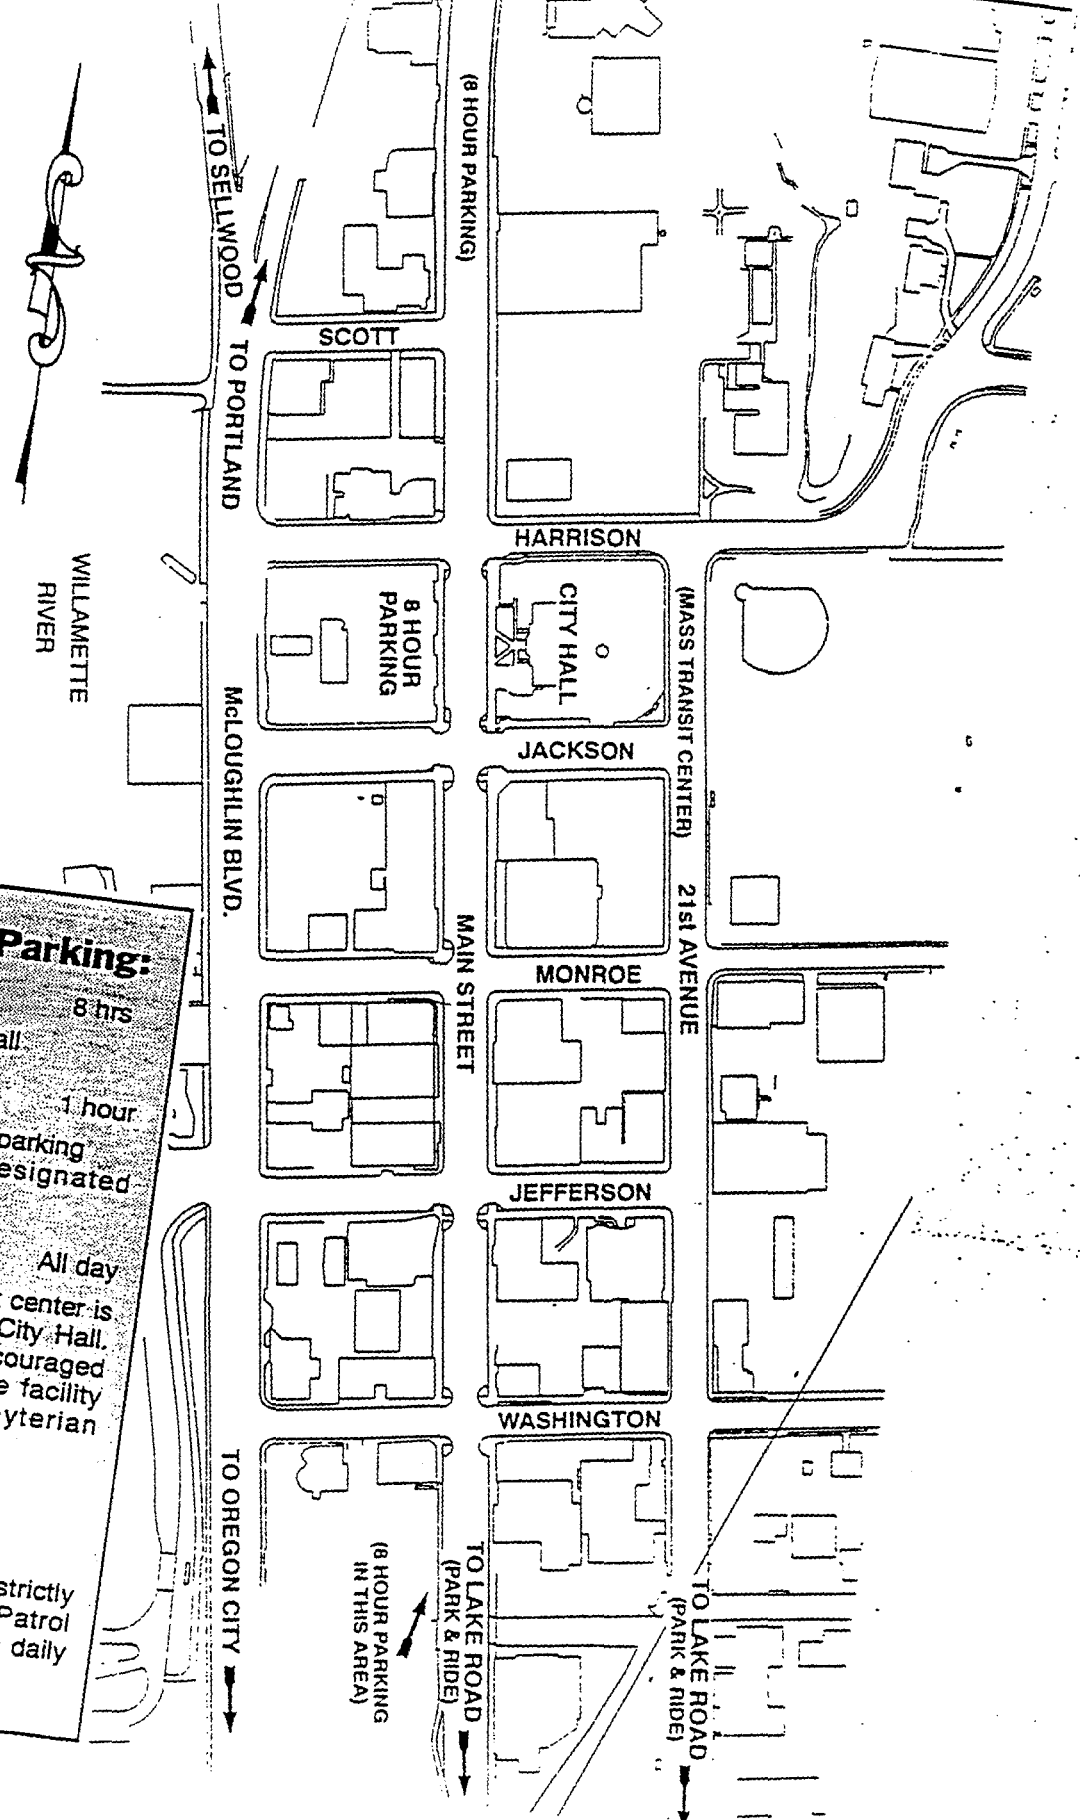 (8 HOUR PARKING)
TO SELLWOOD
TO PORTLAND
SCOTT
HARRISON
WILLAMETTE
RIVER
8 HOUR
PARKING
CITY HALL
(MASS TRANSIT CENTER)
McLOUGHLIN BLVD.
JACKSON
21st AVENUE
MAIN STREET
MONROE
JEFFERSON
WASHINGTON
TO OREGON CITY
(8 HOUR PARKING
IN THIS AREA)
TO LAKE ROAD
(PARK & RIDE)
TO LAKE ROAD
(PARK & RIDE)
Parking:
8 hrs
all.
1 hour
parking
esignated
All day
center is
City Hall.
couraged
e facility
yterian
strictly
Patrol
daily